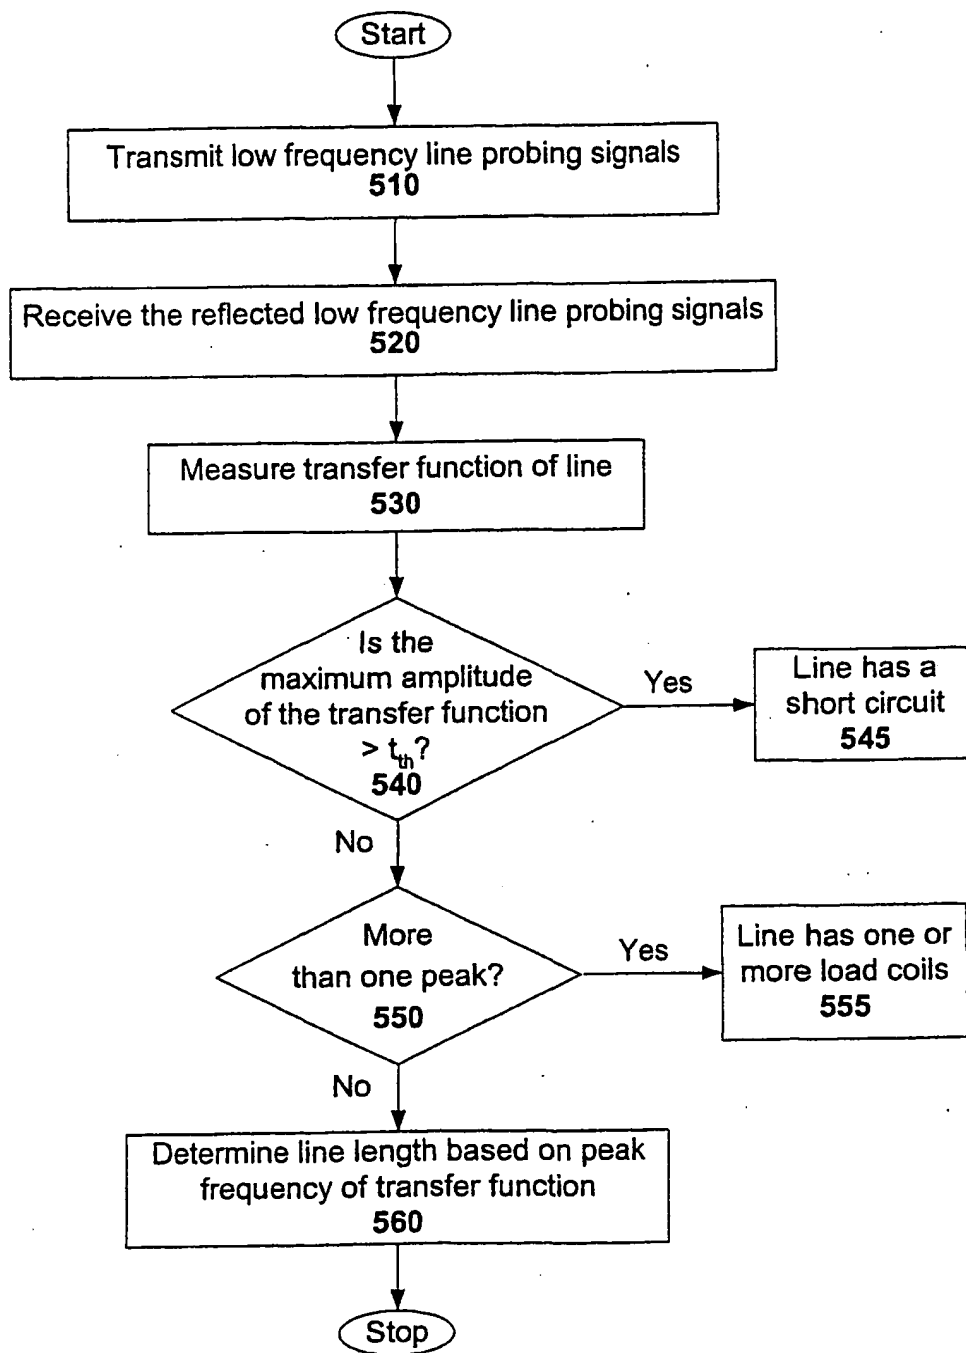 Start
Transmit low frequency line probing signals
510
Receive the reflected low frequency line probing signals
520
Measure transfer function of line
530
Is the
maximum amplitude
of the transfer function
> tth?
540
Yes
Line has a
short circuit
545
No
More
than one peak?
550
Yes
Line has one or
more load coils
555
No
Determine line length based on peak
frequency of transfer function
560
Stop